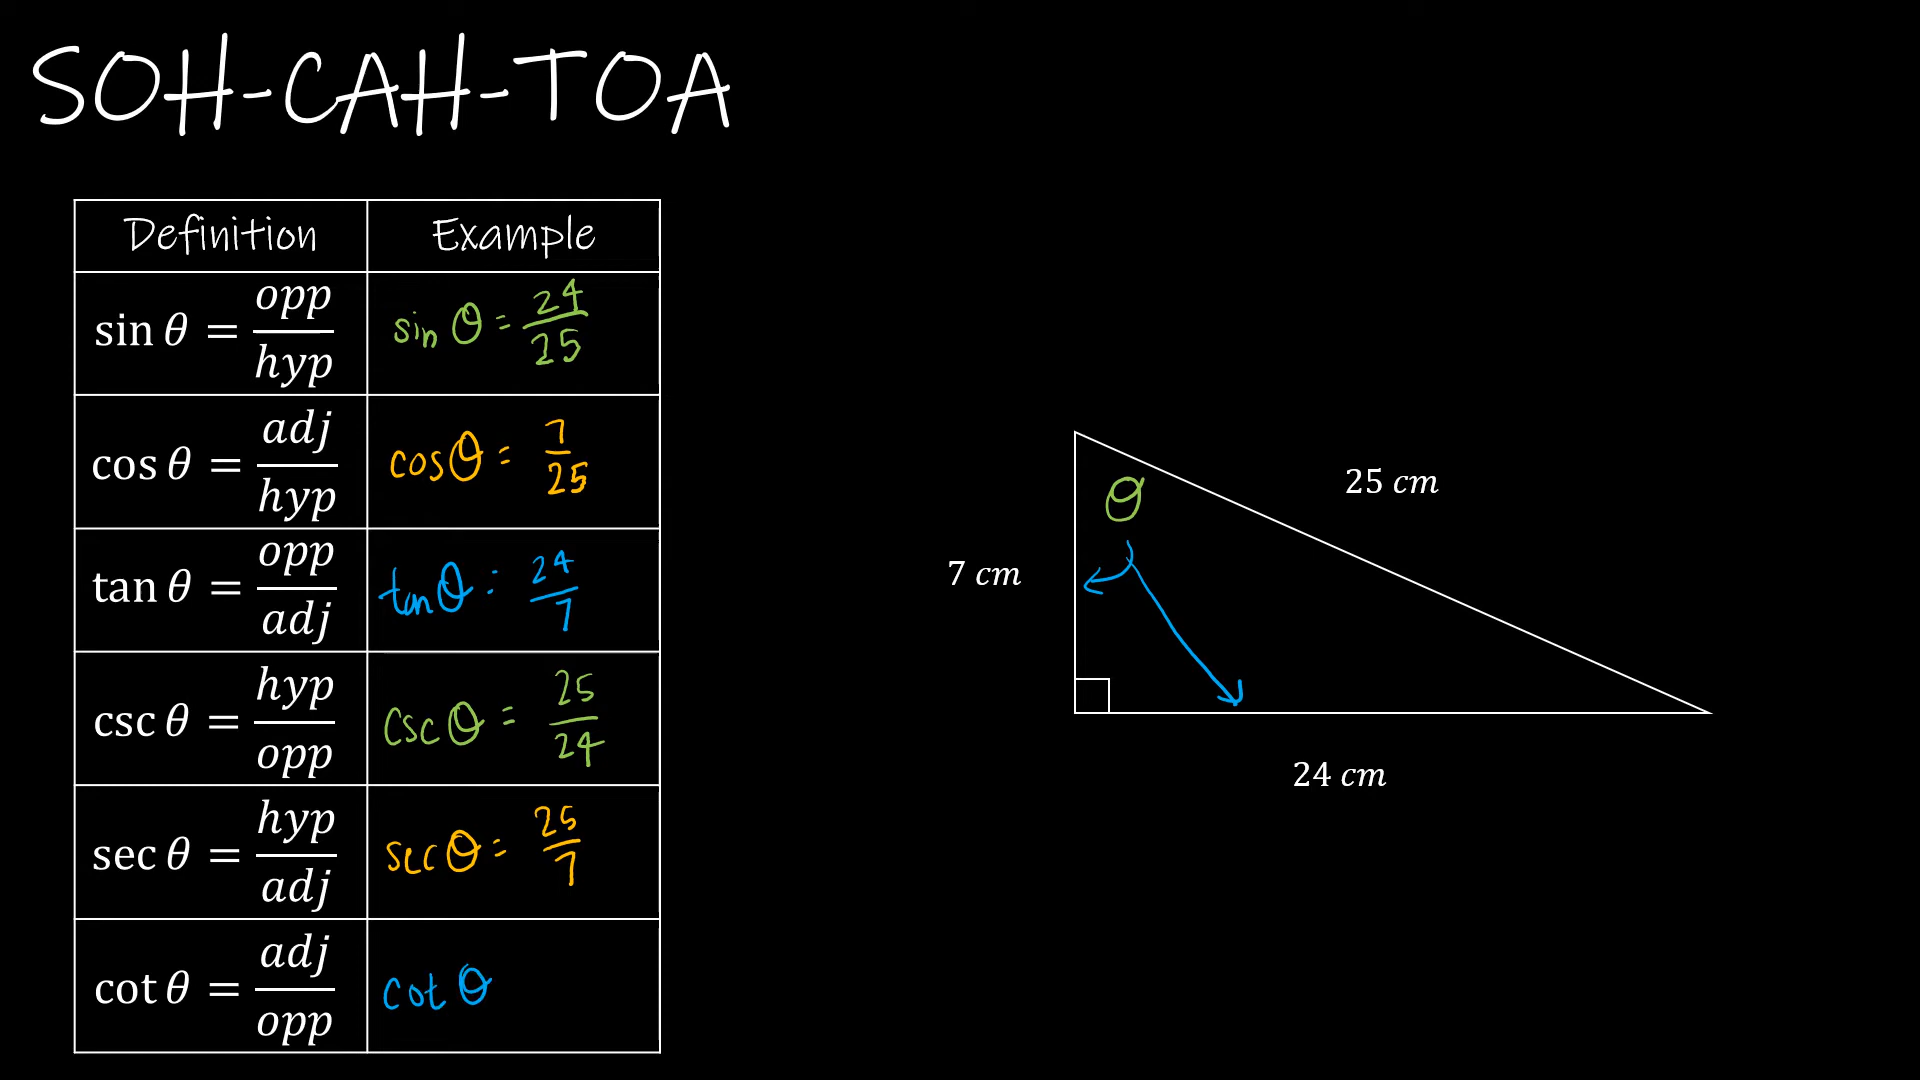 SOH-CAH-TOA
Definition Example
sin θ = opp/hyp sin θ = 24/25
cos θ = adj/hyp cos θ = 7/25
tan θ = opp/adj tan θ = 24/7
csc θ = hyp/opp csc θ = 25/24
sec θ = hyp/adj sec θ = 25/7
cot θ = adj/opp cot θ
25 cm
θ
7 cm
24 cm